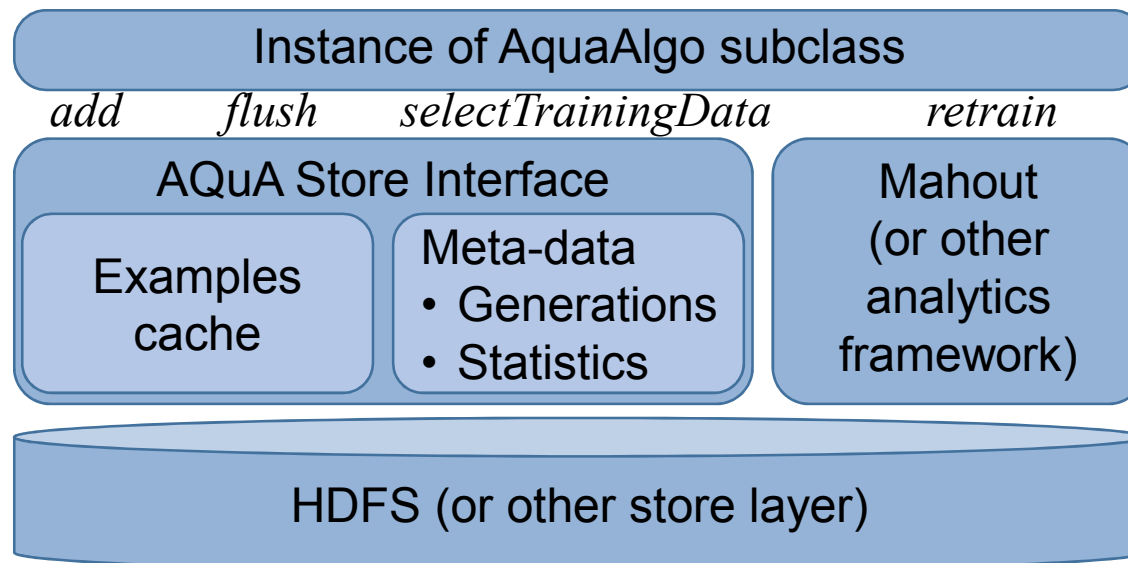 Instance of AquaAlgo subclass
add flush selectTrainingData retrain
AQuA Store Interface
Examples
cache
Meta-data
• Generations
• Statistics
Mahout
(or other
analytics
framework)
HDFS (or other store layer)